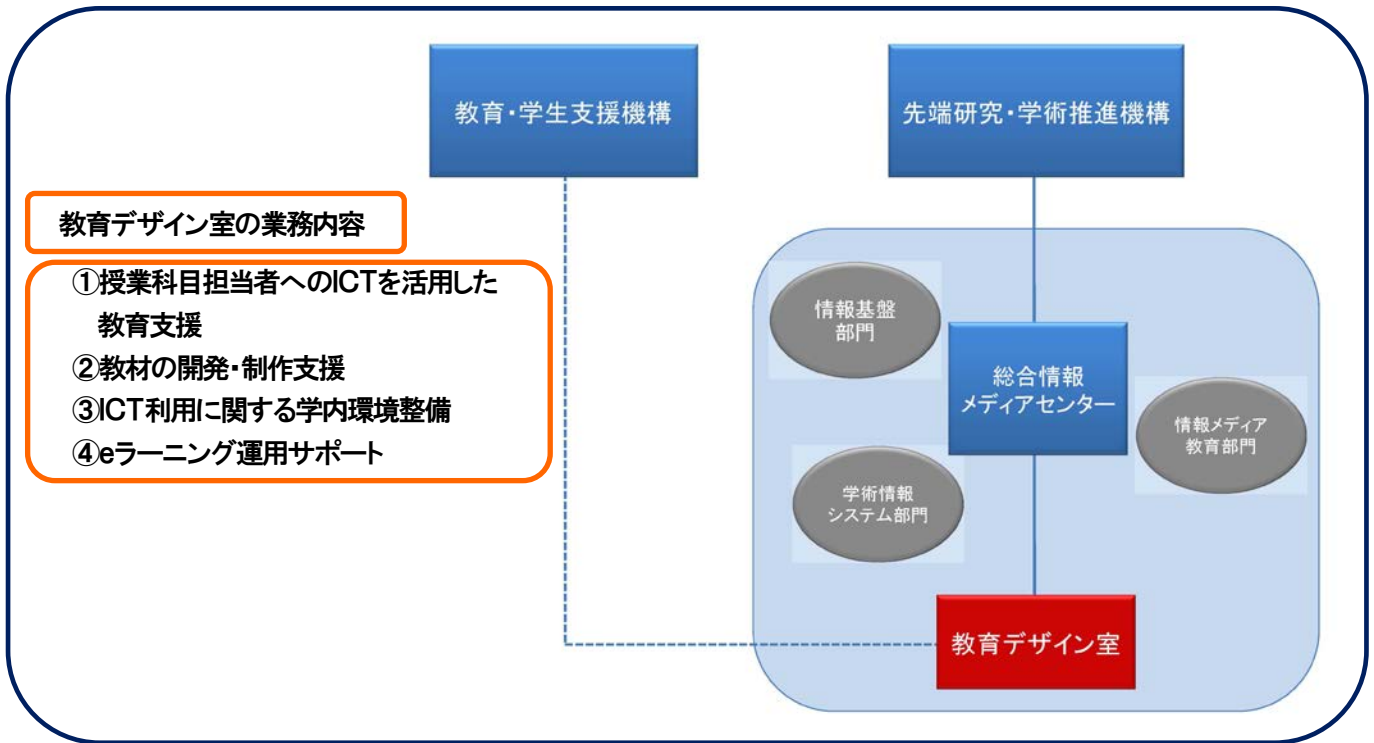 教育・学生支援機構
先端研究・学術推進機構
教育デザイン室の業務内容
①授業科目担当者へのICTを活用した
教育支援
②教材の開発・制作支援
③ICT利用に関する学内環境整備
④eラーニング運用サポート
情報基盤
部門
総合情報
メディアセンター
情報メディア
教育部門
学術情報
システム部門
教育デザイン室